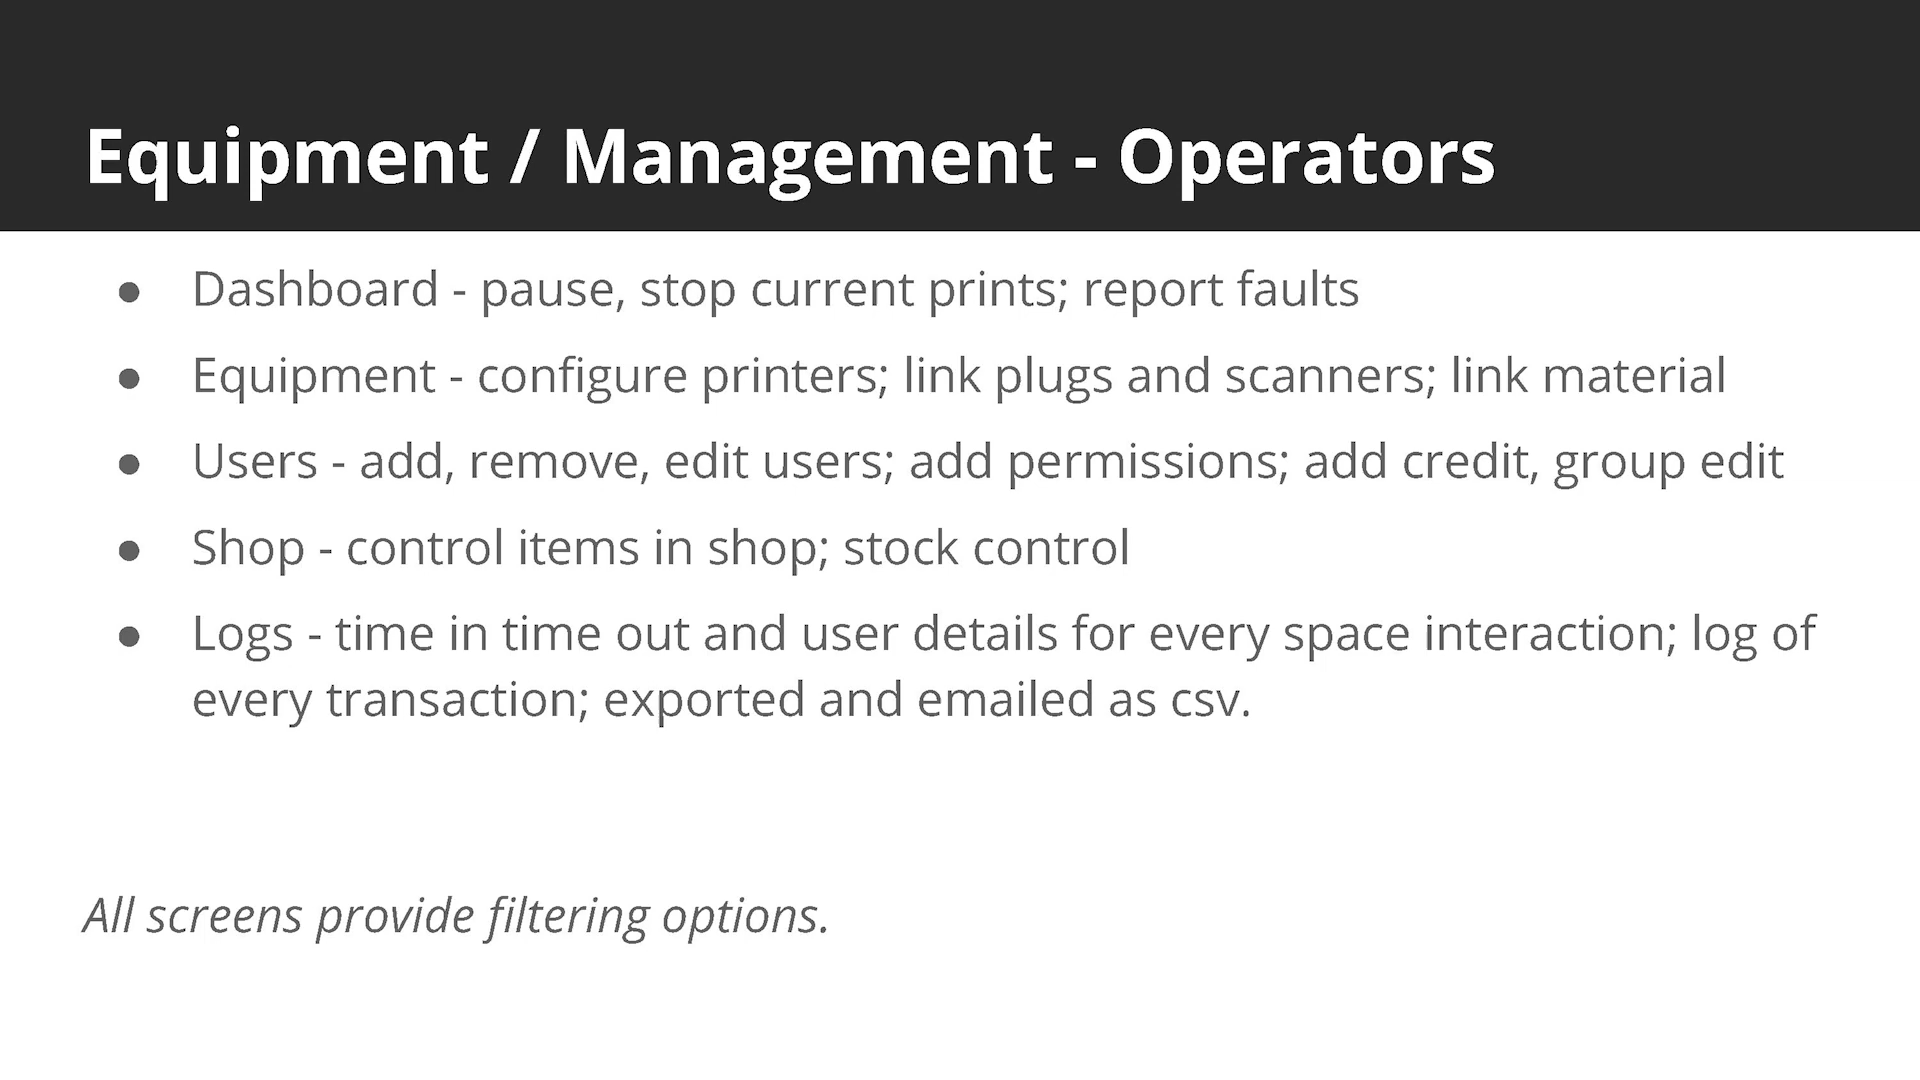 Equipment / Management - Operators
● Dashboard - pause, stop current prints; report faults
● Equipment - configure printers; link plugs and scanners; link material
● Users - add, remove, edit users; add permissions; add credit, group edit
● Shop - control items in shop; stock control
● Logs - time in time out and user details for every space interaction; log of
every transaction; exported and emailed as csv.
All screens provide filtering options.